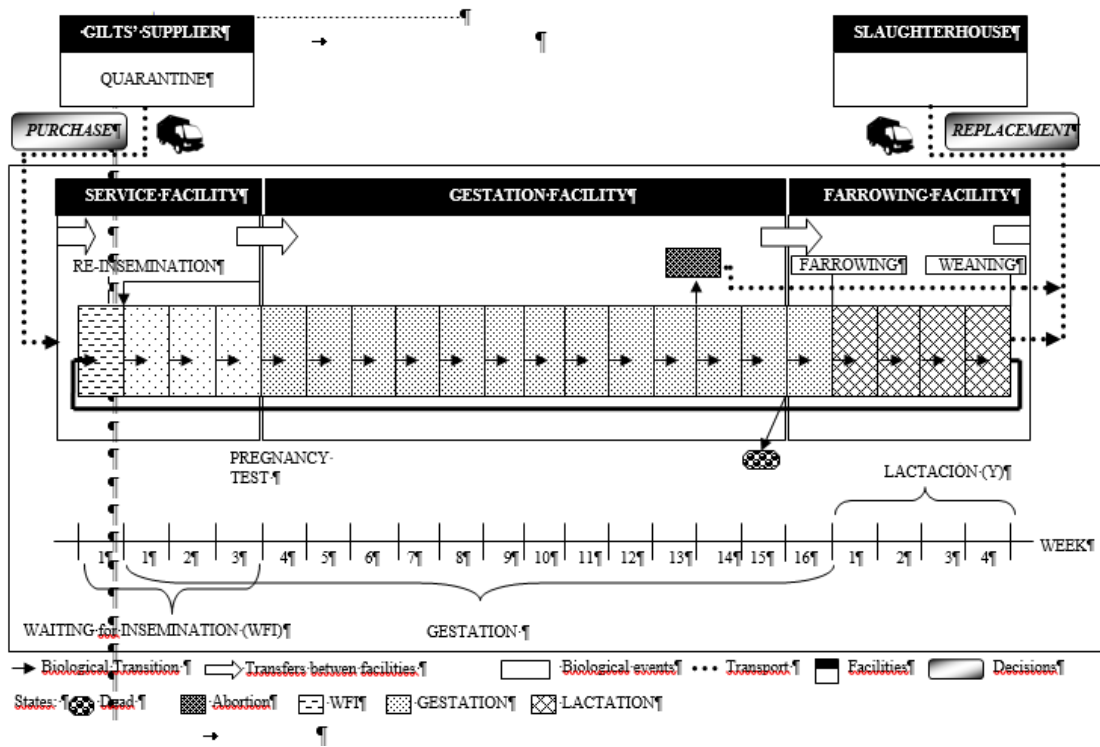 ·GILTS'·SUPPLIER¶
QUARANTINE¶
SLAUGHTERHOUSE¶
PURCHASE¶
REPLACEMENT¶
SERVICE·FACILITY¶
GESTATION·FACILITY¶
FARROWING·FACILITY¶
RE-INSEMINATION¶
FARROWING¶
WEANING¶
PREGNANCY·
TEST·¶
LACTACIÓN·(Y)¶
1¶ 1¶ 2¶ 3¶ 4¶ 5¶ 6¶ 7¶ 8¶ 9¶ 10¶ 11¶ 12¶ 13¶ 14¶ 15¶ 16¶ 1¶ 2¶ 3¶ 4¶ WEEK¶
WAITING·for·INSEMINATION·(WFI)¶
GESTATION·¶
Biological·Transition·¶ Transfers·betwen·facilities·¶ Biological·events¶ Transport·¶ Facilities¶ Decisions
States:·¶ Dead·¶ Abortion¶ WFI¶ GESTATION¶ LACTATION¶